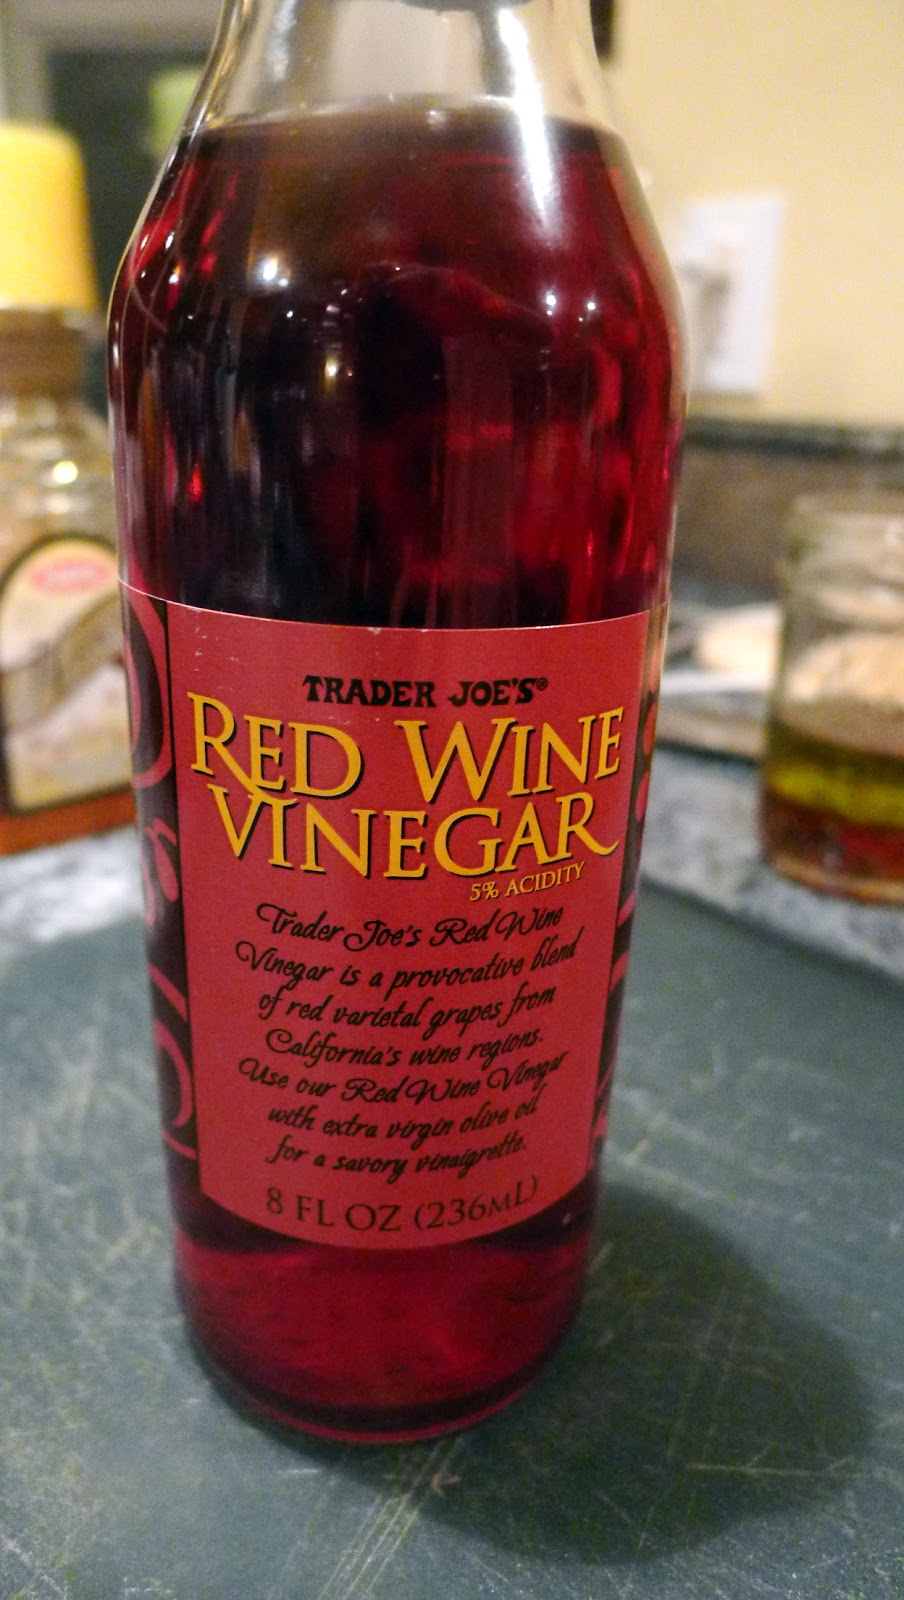 TRADER JOE'S®
RED WINE
VINEGAR
5% ACIDITY
Trader Joe's Red Wine
Vinegar is a provocative blend
of red varietal grapes from
California's wine regions.
Use our Red Wine Vinegar
with extra virgin olive oil
for a savory vinaigrette.
8 FL OZ (236mL)